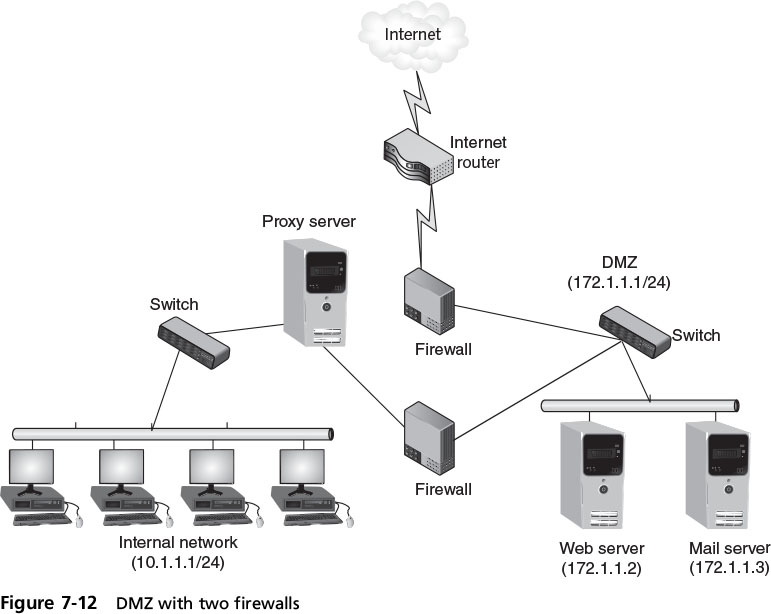 Internet
Internet
router
Proxy server
DMZ
(172.1.1.1/24)
Switch
Switch
Firewall
Firewall
Internal network
(10.1.1.1/24)
Web server
(172.1.1.2)
Mail server
(172.1.1.3)
Figure 7-12 DMZ with two firewalls